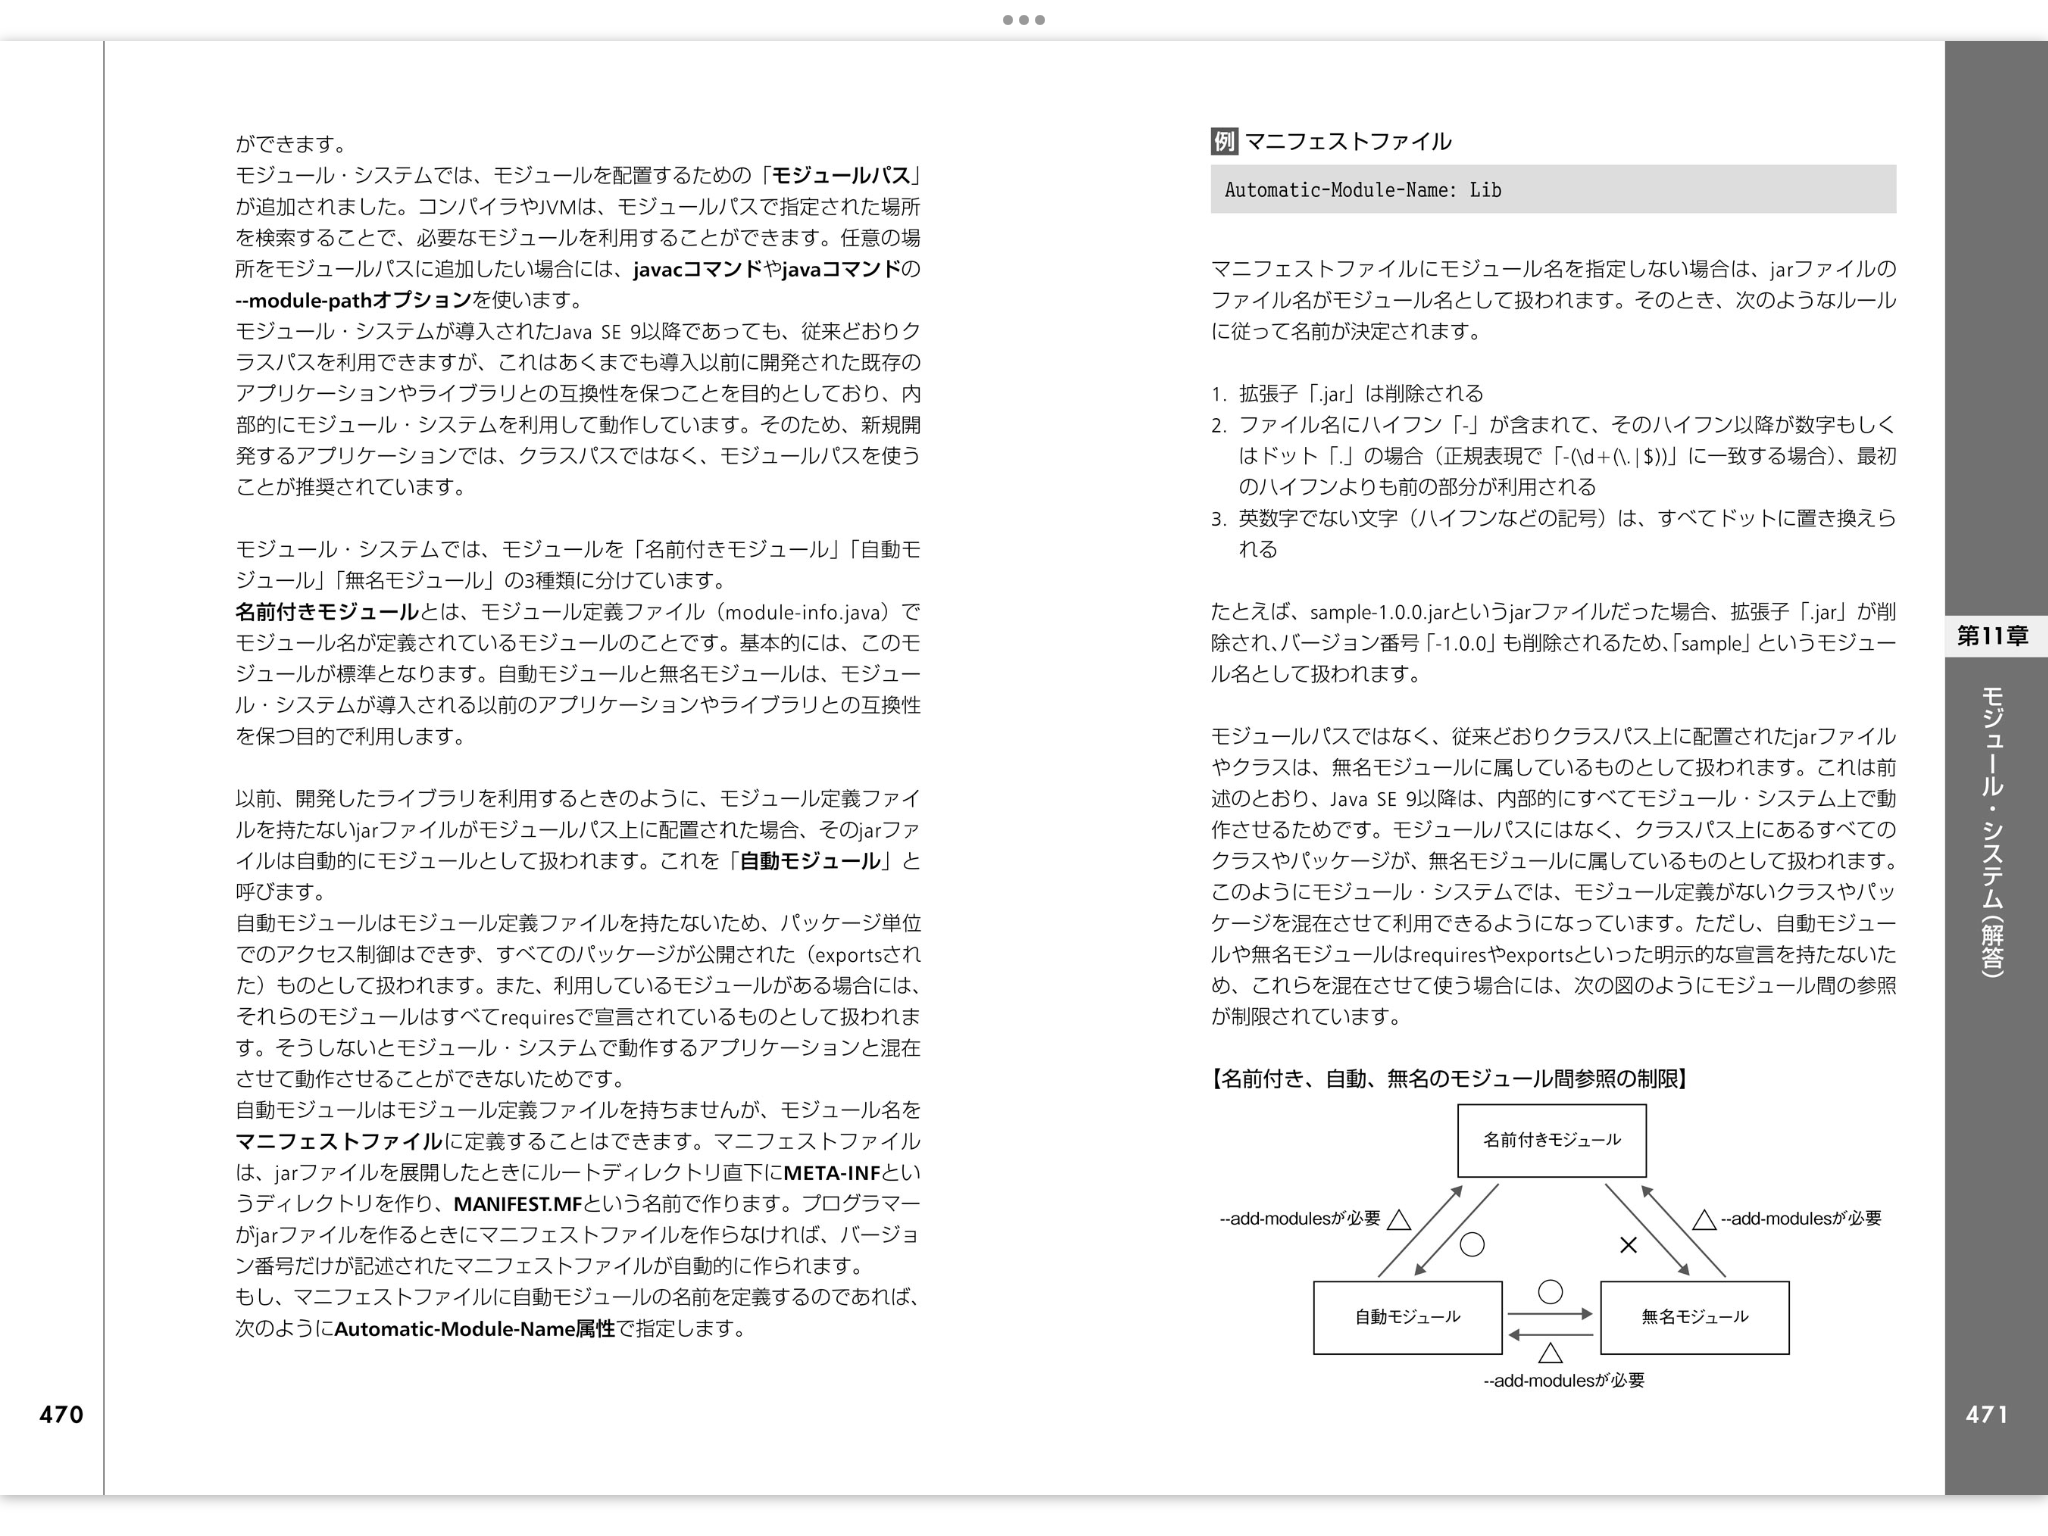 ができます。
モジュール・システムでは、モジュールを配置するための「モジュールパス」
が追加されました。コンパイラやJVMは、モジュールパスで指定された場所
を検索することで、必要なモジュールを利用することができます。任意の場
所をモジュールパスに追加したい場合には、javacコマンドやjavaコマンドの
--module-pathオプションを使います。
モジュール・システムが導入されたJava SE 9以降であっても、従来どおりク
ラスパスを利用できますが、これはあくまでも導入以前に開発された既存の
アプリケーションやライブラリとの互換性を保つことを目的としており、内
部的にモジュール・システムを利用して動作しています。そのため、新規開
発するアプリケーションでは、クラスパスではなく、モジュールパスを使う
ことが推奨されています。
モジュール・システムでは、モジュールを「名前付きモジュール」「自動モ
ジュール」「無名モジュール」の3種類に分けています。
名前付きモジュールとは、モジュール定義ファイル（module-info.java）で
モジュール名が定義されているモジュールのことです。基本的には、このモ
ジュールが標準となります。自動モジュールと無名モジュールは、モジュー
ル・システムが導入される以前のアプリケーションやライブラリとの互換性
を保つ目的で利用します。
以前、開発したライブラリを利用するときのように、モジュール定義ファイ
ルを持たないjarファイルがモジュールパス上に配置された場合、そのjarファ
イルは自動的にモジュールとして扱われます。これを「自動モジュール」と
呼びます。
自動モジュールはモジュール定義ファイルを持たないため、パッケージ単位
でのアクセス制御はできず、すべてのパッケージが公開された（exportsされ
た）ものとして扱われます。また、利用しているモジュールがある場合には、
それらのモジュールはすべてrequiresで宣言されているものとして扱われま
す。そうしないとモジュール・システムで動作するアプリケーションと混在
させて動作させることができないためです。
自動モジュールはモジュール定義ファイルを持ちませんが、モジュール名を
マニフェストファイルに定義することはできます。マニフェストファイル
は、jarファイルを展開したときにルートディレクトリ直下にMETA-INFとい
うディレクトリを作り、MANIFEST.MFという名前で作ります。プログラマー
がjarファイルを作るときにマニフェストファイルを作らなければ、バージョ
ン番号だけが記述されたマニフェストファイルが自動的に作られます。
もし、マニフェストファイルに自動モジュールの名前を定義するのであれば、
次のようにAutomatic-Module-Name属性で指定します。
470
例 マニフェストファイル
Automatic-Module-Name: Lib
マニフェストファイルにモジュール名を指定しない場合は、jarファイルの
ファイル名がモジュール名として扱われます。そのとき、次のようなルール
に従って名前が決定されます。
1. 拡張子「.jar」は削除される
2. ファイル名にハイフン「-」が含まれて、そのハイフン以降が数字もしく
はドット「.」の場合（正規表現で「-(\d+(\.|$))」に一致する場合）、最初
のハイフンよりも前の部分が利用される
3. 英数字でない文字（ハイフンなどの記号）は、すべてドットに置き換えら
れる
たとえば、sample-1.0.0.jarというjarファイルだった場合、拡張子「.jar」が削
除され、バージョン番号「-1.0.0」も削除されるため、「sample」というモジュー
ル名として扱われます。
モジュールパスではなく、従来どおりクラスパス上に配置されたjarファイル
やクラスは、無名モジュールに属しているものとして扱われます。これは前
述のとおり、Java SE 9以降は、内部的にすべてモジュール・システム上で動
作させるためです。モジュールパスにはなく、クラスパス上にあるすべての
クラスやパッケージが、無名モジュールに属しているものとして扱われます。
このようにモジュール・システムでは、モジュール定義がないクラスやパッ
ケージを混在させて利用できるようになっています。ただし、自動モジュー
ルや無名モジュールはrequiresやexportsといった明示的な宣言を持たないた
め、これらを混在させて使う場合には、次の図のようにモジュール間の参照
が制限されています。
【名前付き、自動、無名のモジュール間参照の制限】
名前付きモジュール
--add-modulesが必要 △
△ --add-modulesが必要
○
×
○
自動モジュール
無名モジュール
△
--add-modulesが必要
第11章
モジュール・システム（解答）
471